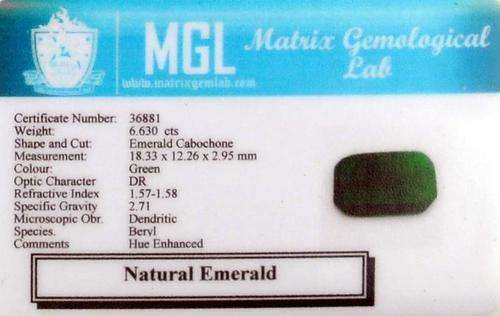 MGL
Matrix Gemological
Lab
www.matrixgemlab.com
Certificate Number: 36881
Weight: 6.630 cts
Shape and Cut: Emerald Cabochone
Measurement: 18.33 x 12.26 x 2.95 mm
Colour: Green
Optic Character DR
Refractive Index 1.57-1.58
Specific Gravity 2.71
Microscopic Obr. Dendritic
Species. Beryl
Comments Hue Enhanced
Natural Emerald